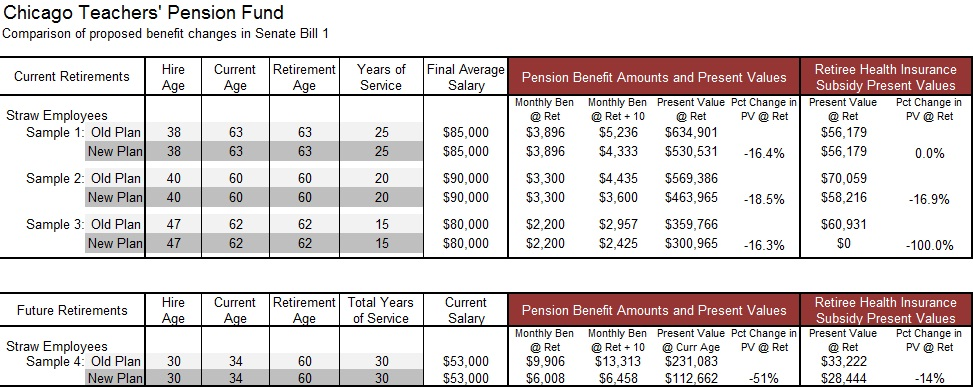 Chicago Teachers' Pension Fund
Comparison of proposed benefit changes in Senate Bill 1
Current Retirements Hire Age Current Age Retirement Age Years of Service Final Average Salary Pension Benefit Amounts and Present Values Retiree Health Insurance Subsidy Present Values
Straw Employees Monthly Ben @ Ret Monthly Ben @ Ret + 10 Present Value @ Ret Pct Change in PV @ Ret Present Value @ Ret Pct Change in PV @ Ret
Sample 1: Old Plan 38 63 63 25 $85,000 $3,896 $5,236 $634,901 $56,179
New Plan 38 63 63 25 $85,000 $3,896 $4,333 $530,531 -16.4% $56,179 0.0%
Sample 2: Old Plan 40 60 60 20 $90,000 $3,300 $4,435 $569,386 $70,059
New Plan 40 60 60 20 $90,000 $3,300 $3,600 $463,965 -18.5% $58,216 -16.9%
Sample 3: Old Plan 47 62 62 15 $80,000 $2,200 $2,957 $359,766 $60,931
New Plan 47 62 62 15 $80,000 $2,200 $2,425 $300,965 -16.3% $0 -100.0%
Future Retirements Hire Age Current Age Retirement Age Total Years of Service Current Salary Pension Benefit Amounts and Present Values Retiree Health Insurance Subsidy Present Values
Straw Employees Monthly Ben @ Ret Monthly Ben @ Ret + 10 Present Value @ Curr Age Pct Change in PV @ Ret Present Value @ Ret Pct Change in PV @ Ret
Sample 4: Old Plan 30 34 60 30 $53,000 $9,906 $13,313 $231,083 $33,222
New Plan 30 34 60 30 $53,000 $6,008 $6,458 $112,662 -51% $28,444 -14%